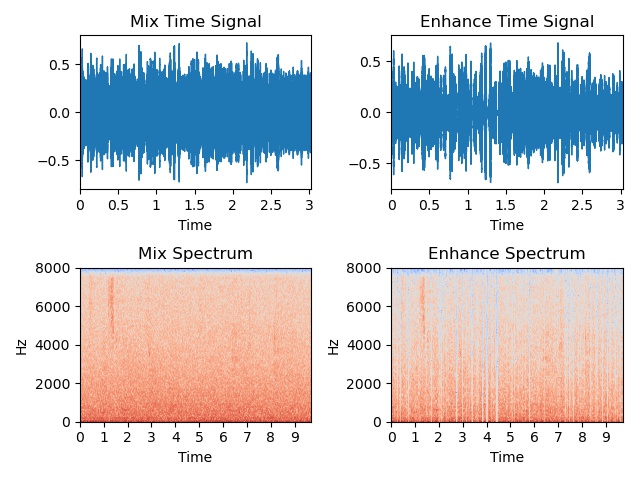 Mix Time Signal
0.5
0.0
−0.5
0 0.5 1 1.5 2 2.5 3
Time
Enhance Time Signal
0.5
0.0
−0.5
0 0.5 1 1.5 2 2.5 3
Time
Mix Spectrum
8000
6000
4000
2000
0
Hz
0 1 2 3 4 5 6 7 8 9
Time
Enhance Spectrum
8000
6000
4000
2000
0
Hz
0 1 2 3 4 5 6 7 8 9
Time